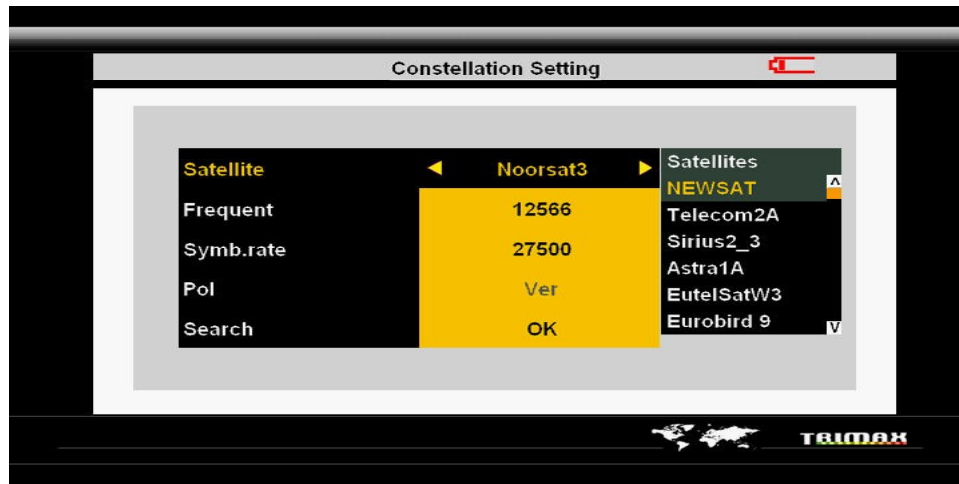 Constellation Setting
Satellite Noorsat3
Frequent 12566
Symb.rate 27500
Pol Ver
Search OK
Satellites
NEWSAT
Telecom2A
Sirius2_3
Astra1A
EutelSatW3
Eurobird 9
TRIMAX